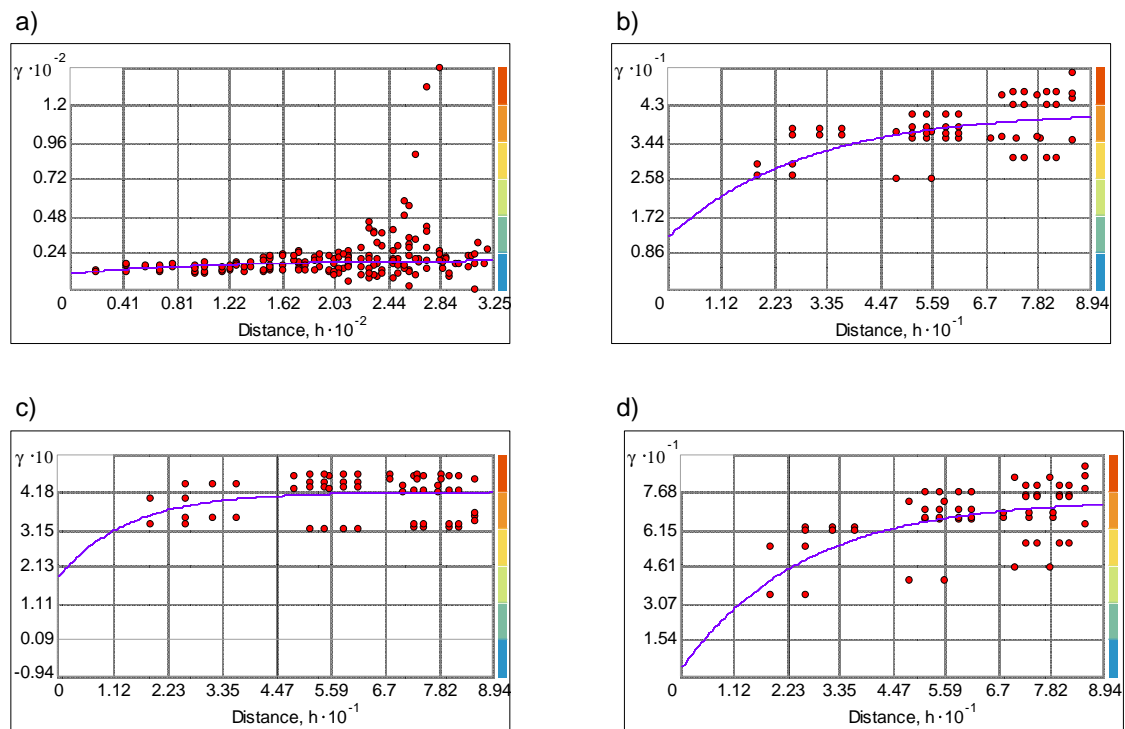 a)
γ · 10⁻²
1.2
0.96
0.72
0.48
0.24
0 0.41 0.81 1.22 1.62 2.03 2.44 2.84 3.25
Distance, h · 10⁻²
b)
γ · 10⁻¹
4.3
3.44
2.58
1.72
0.86
0 1.12 2.23 3.35 4.47 5.59 6.7 7.82 8.94
Distance, h · 10⁻¹
c)
γ · 10
4.18
3.15
2.13
1.11
0.09
-0.94
0 1.12 2.23 3.35 4.47 5.59 6.7 7.82 8.94
Distance, h · 10⁻¹
d)
γ · 10⁻¹
7.68
6.15
4.61
3.07
1.54
0 1.12 2.23 3.35 4.47 5.59 6.7 7.82 8.94
Distance, h · 10⁻¹